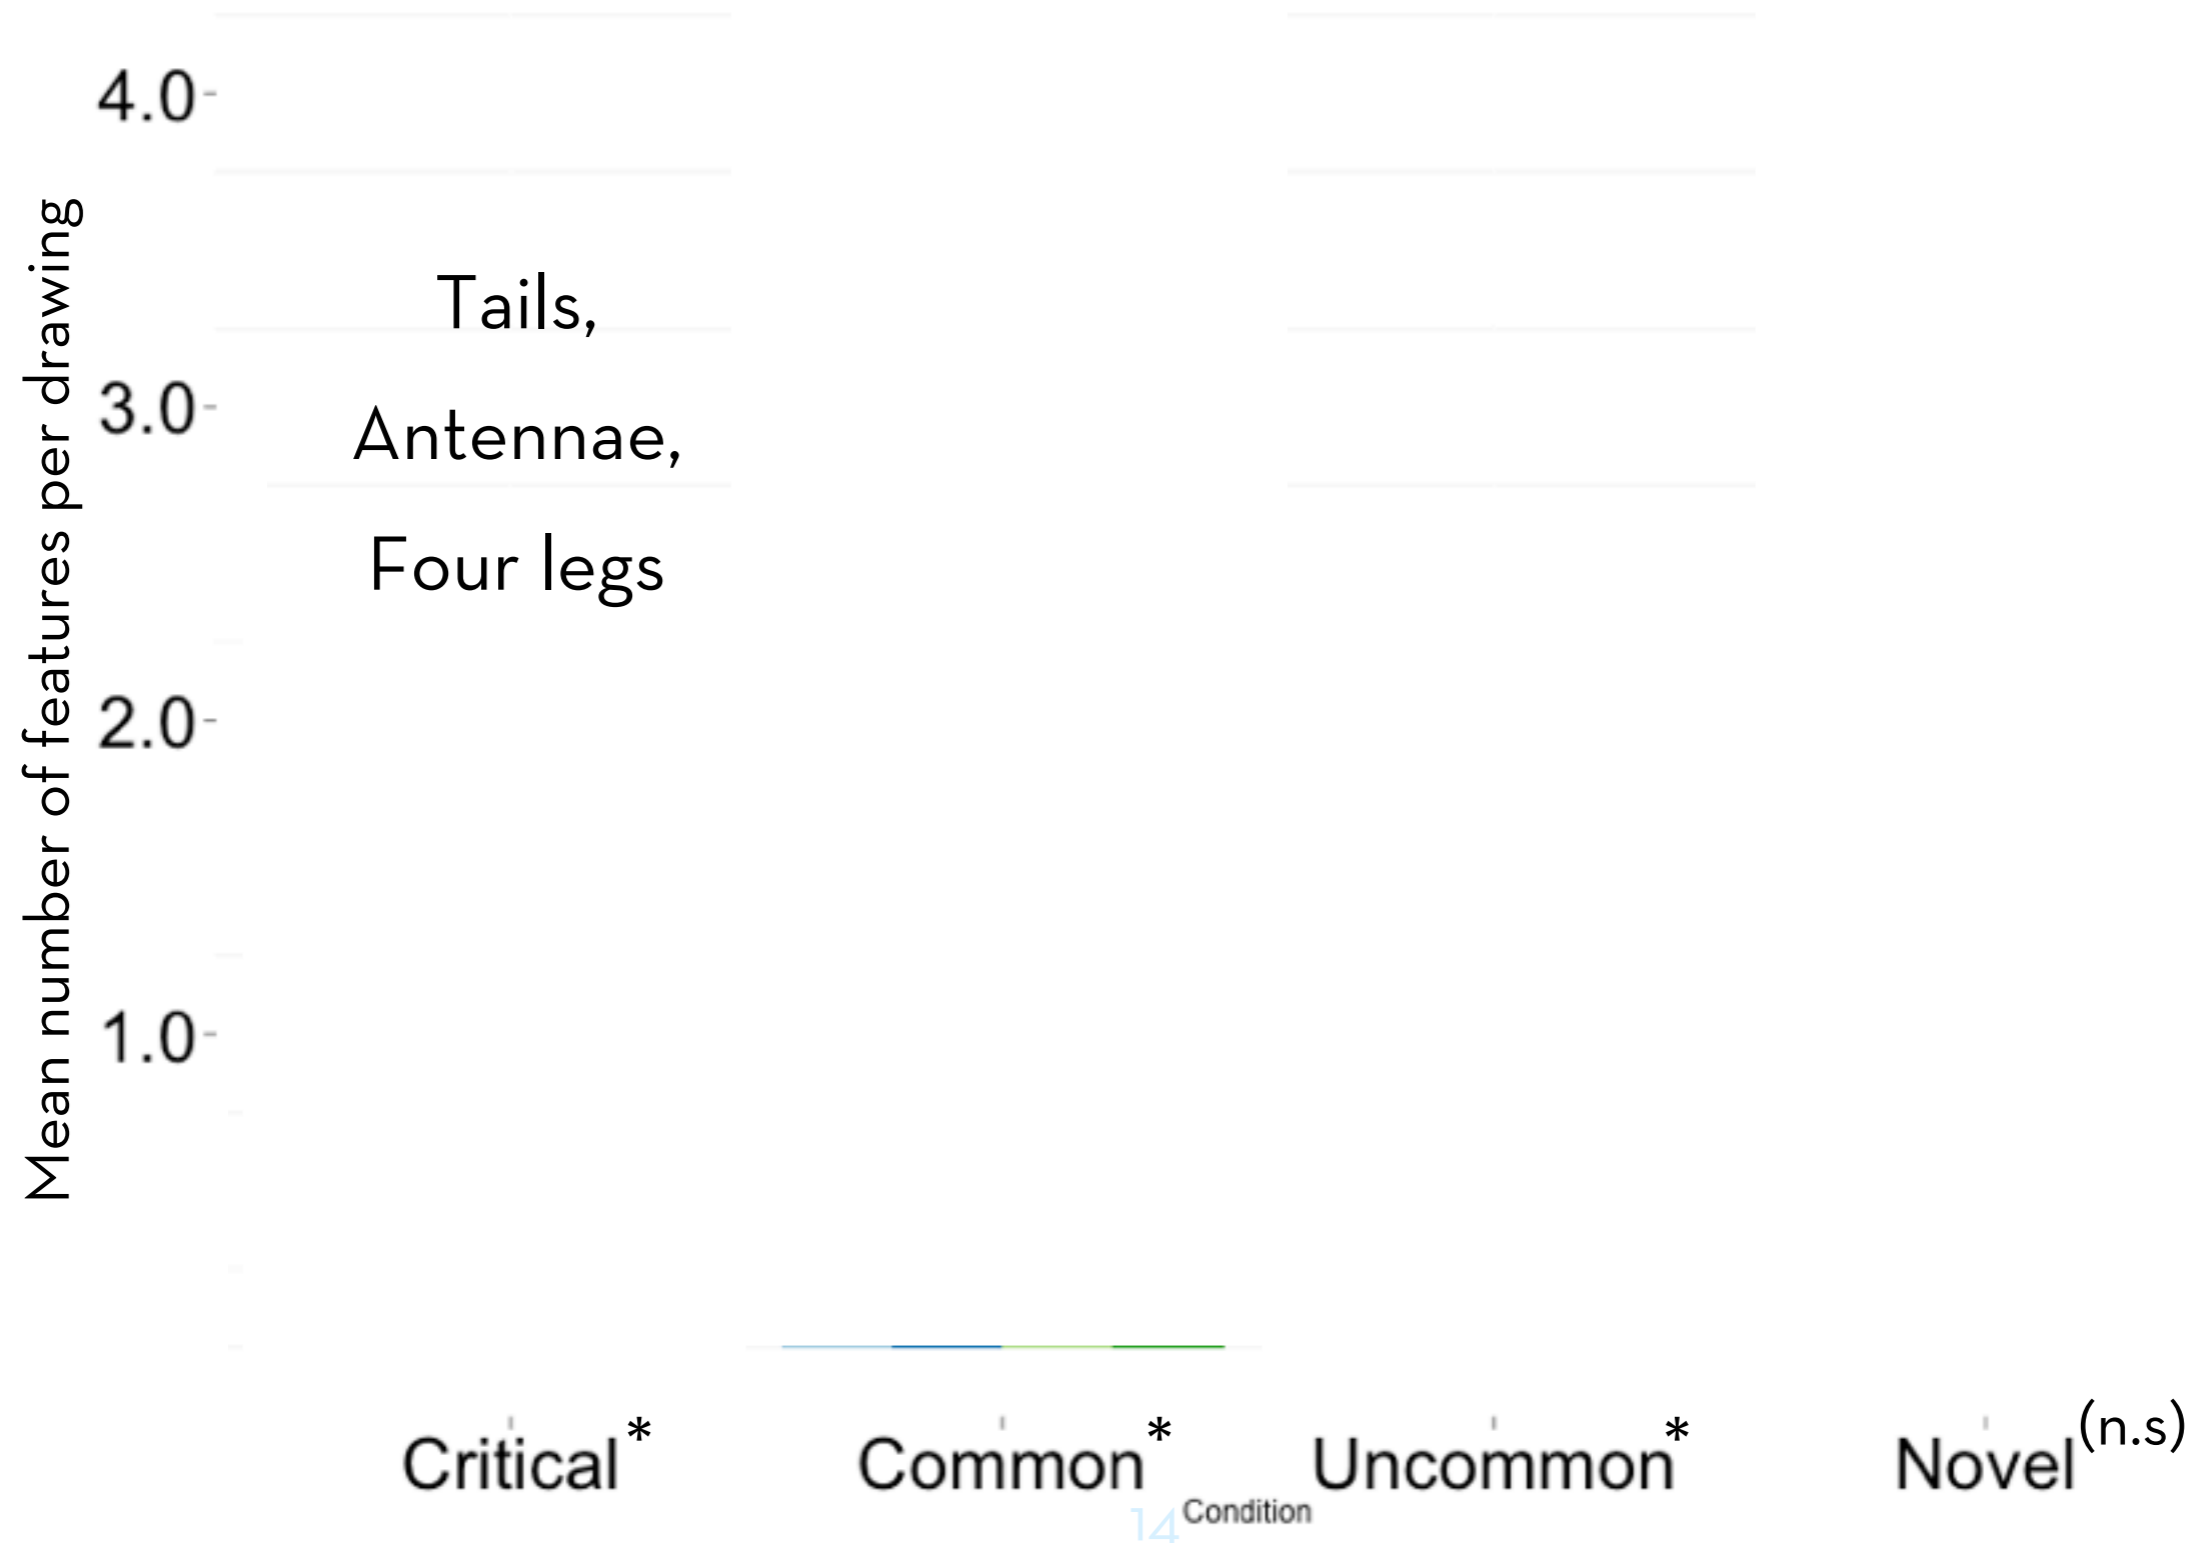 Mean number of features per drawing
4.0
3.0
2.0
1.0
Tails,
Antennae,
Four legs
Critical*
Common*
Uncommon*
Novel(n.s)
Condition
14